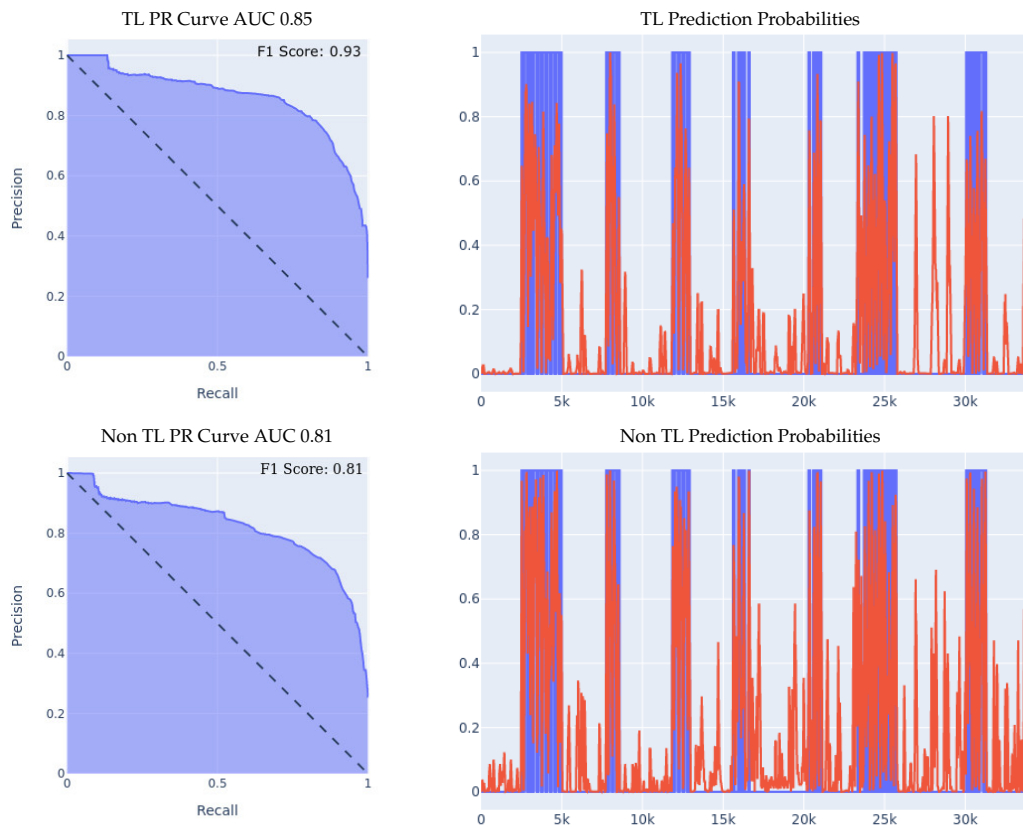 TL PR Curve AUC 0.85
F1 Score: 0.93
1
0.8
0.6
0.4
0.2
0
0
0.5
1
Precision
Recall
TL Prediction Probabilities
1
0.8
0.6
0.4
0.2
0
0
5k
10k
15k
20k
25k
30k
Non TL PR Curve AUC 0.81
F1 Score: 0.81
1
0.8
0.6
0.4
0.2
0
0
0.5
1
Precision
Recall
Non TL Prediction Probabilities
1
0.8
0.6
0.4
0.2
0
0
5k
10k
15k
20k
25k
30k